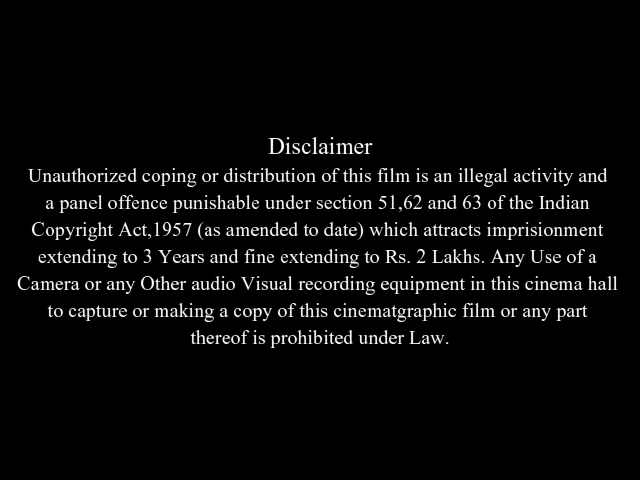 Disclaimer
Unauthorized coping or distribution of this film is an illegal activity and
a panel offence punishable under section 51,62 and 63 of the Indian
Copyright Act,1957 (as amended to date) which attracts imprisionment
extending to 3 Years and fine extending to Rs. 2 Lakhs. Any Use of a
Camera or any Other audio Visual recording equipment in this cinema hall
to capture or making a copy of this cinematgraphic film or any part
thereof is prohibited under Law.